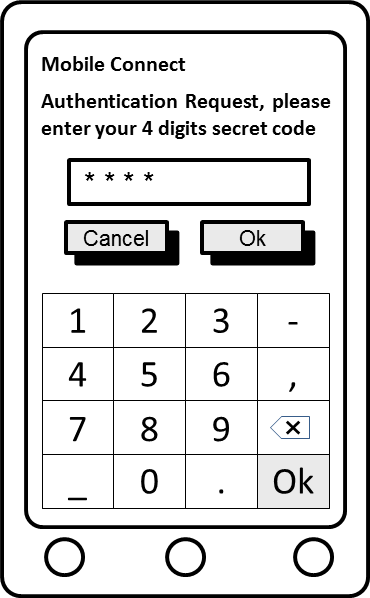 Mobile Connect
Authentication Request, please
enter your 4 digits secret code
* * * *
Cancel Ok
1 2 3 -
4 5 6 ,
7 8 9 ×
_ 0 . Ok